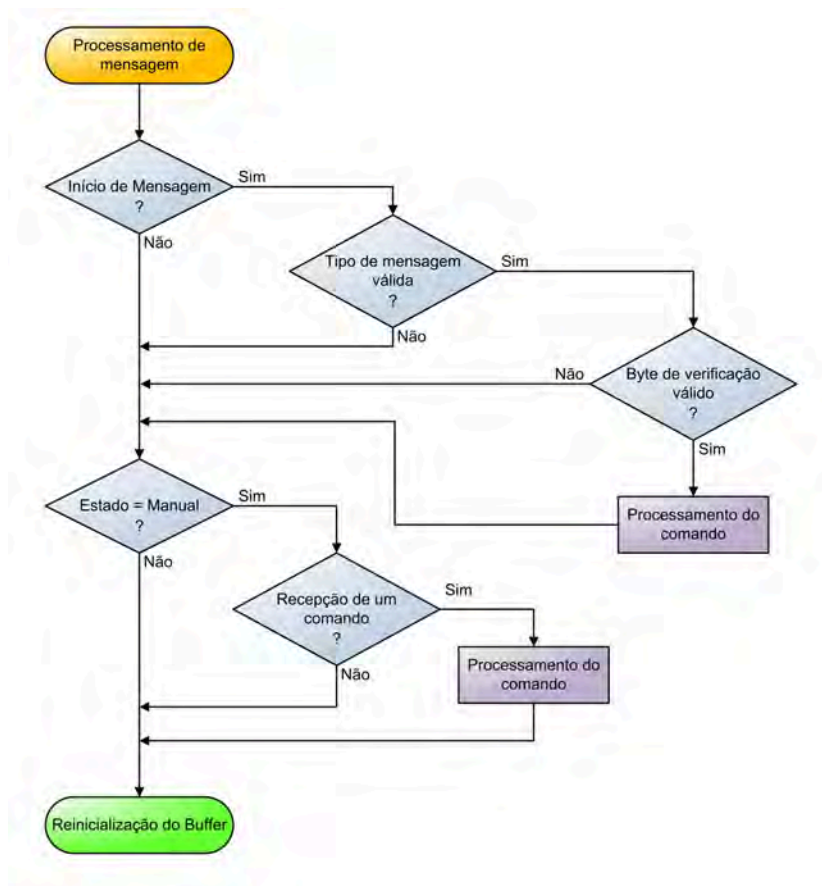 Processamento de
mensagem
Início de Mensagem
?
Sim
Não
Tipo de mensagem
válida
?
Sim
Não
Byte de verificação
válido
?
Não
Sim
Processamento do
comando
Estado = Manual
?
Sim
Não
Recepção de um
comando
?
Sim
Não
Processamento do
comando
Reinicialização do Buffer